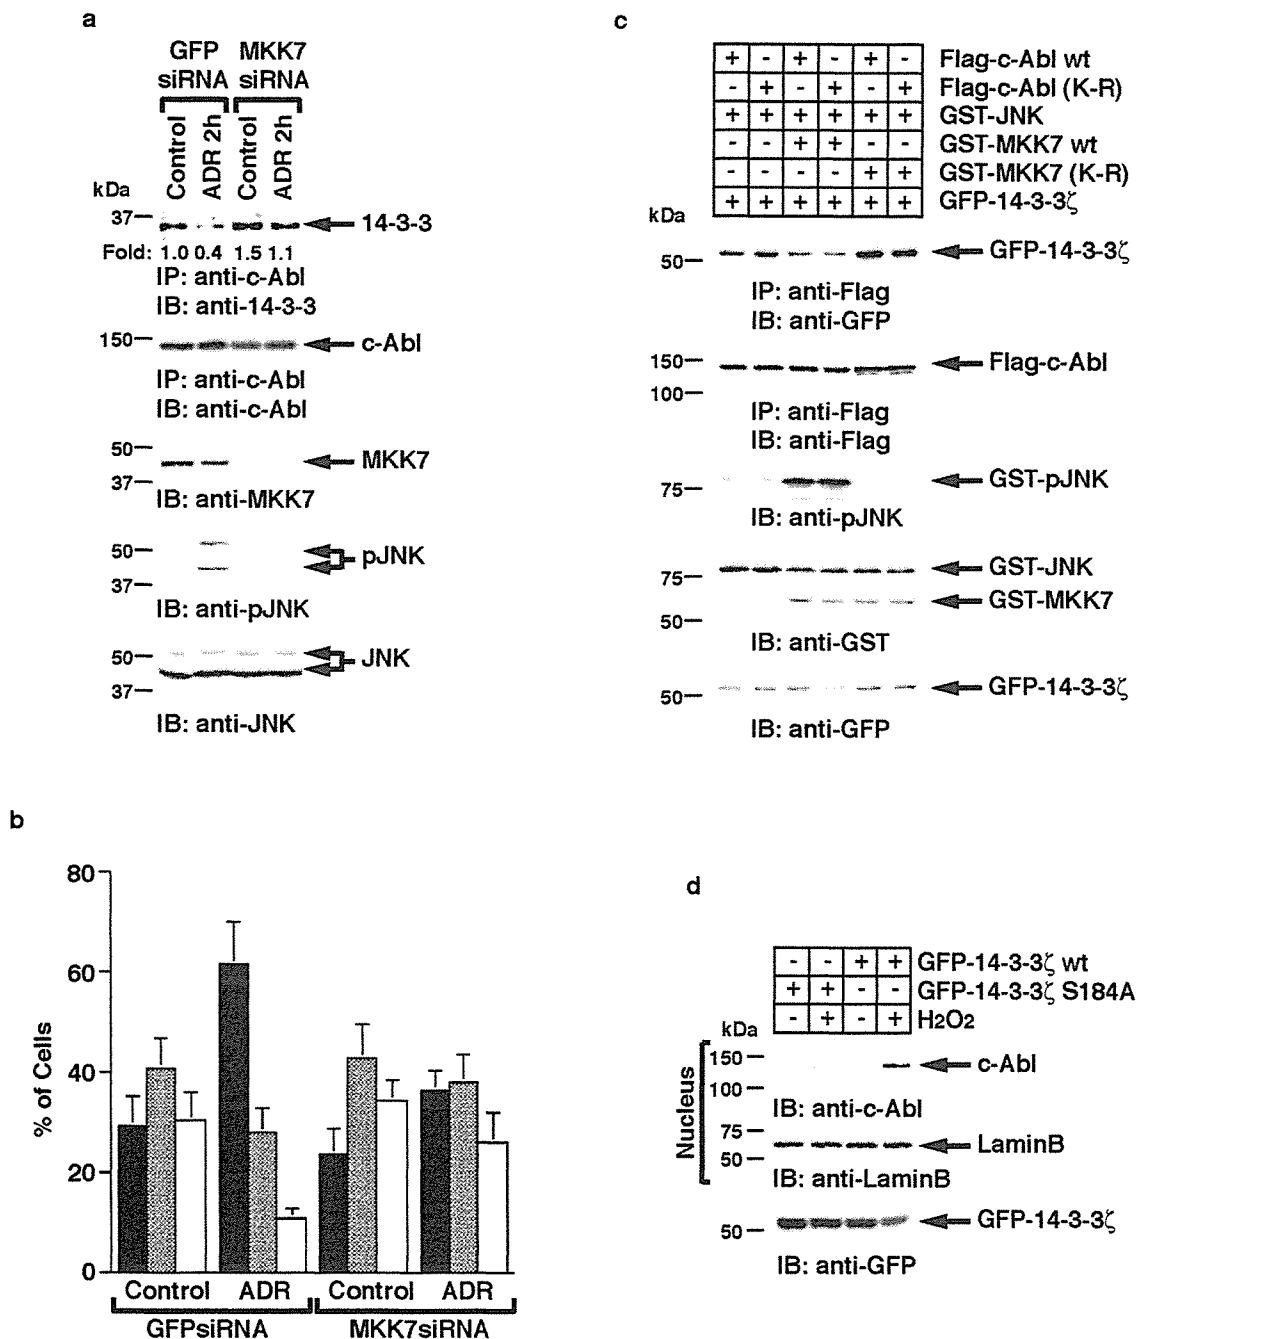 a
GFP siRNA
MKK7 siRNA
Control
ADR 2h
Control
ADR 2h
kDa
37
14-3-3
Fold: 1.0 0.4 1.5 1.1
IP: anti-c-Abl
IB: anti-14-3-3
150
c-Abl
IP: anti-c-Abl
IB: anti-c-Abl
50
MKK7
37
IB: anti-MKK7
50
pJNK
37
IB: anti-pJNK
50
JNK
37
IB: anti-JNK
c
+ - + - + - Flag-c-Abl wt
- + - + - + Flag-c-Abl (K-R)
+ + + + + + GST-JNK
- - + + - - GST-MKK7 wt
- - - - + + GST-MKK7 (K-R)
+ + + + + + GFP-14-3-3ζ
kDa
50
GFP-14-3-3ζ
IP: anti-Flag
IB: anti-GFP
150
Flag-c-Abl
100
IP: anti-Flag
IB: anti-Flag
75
GST-pJNK
IB: anti-pJNK
75
GST-JNK
GST-MKK7
50
IB: anti-GST
50
GFP-14-3-3ζ
IB: anti-GFP
b
80
60
40
20
0
% of Cells
Control
ADR
Control
ADR
GFPsiRNA
MKK7siRNA
d
- - + + GFP-14-3-3ζ wt
+ + - - GFP-14-3-3ζ S184A
- + - + H2O2
kDa
Nucleus
150
c-Abl
100
IB: anti-c-Abl
75
LaminB
50
IB: anti-LaminB
50
GFP-14-3-3ζ
IB: anti-GFP